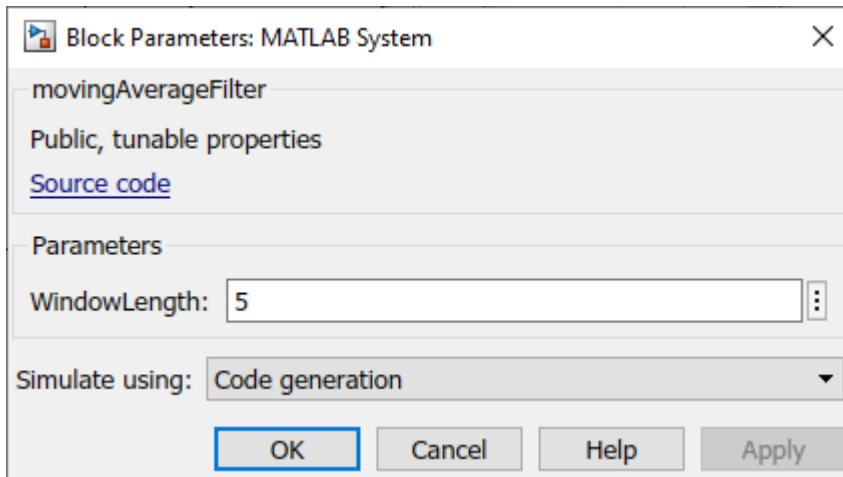 Block Parameters: MATLAB System
movingAverageFilter
Public, tunable properties
Source code
Parameters
WindowLength: 5
Simulate using: Code generation
OK Cancel Help Apply